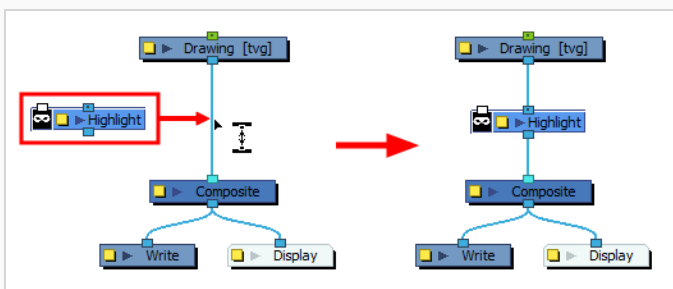 Drawing [tvg]
Highlight
Composite
Write
Display
Drawing [tvg]
Highlight
Composite
Write
Display